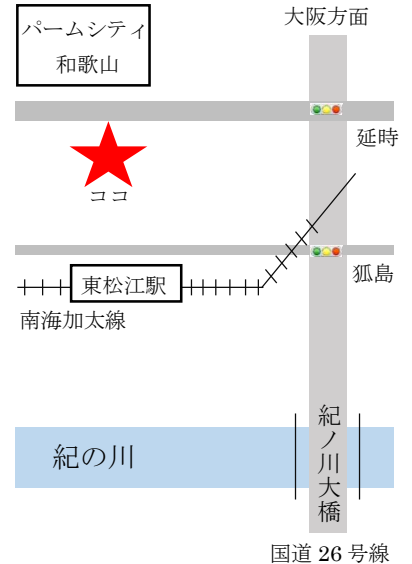 パームシティ
和歌山
大阪方面
延時
ココ
狐島
東松江駅
南海加太線
紀の川
紀ノ川大橋
国道 26 号線